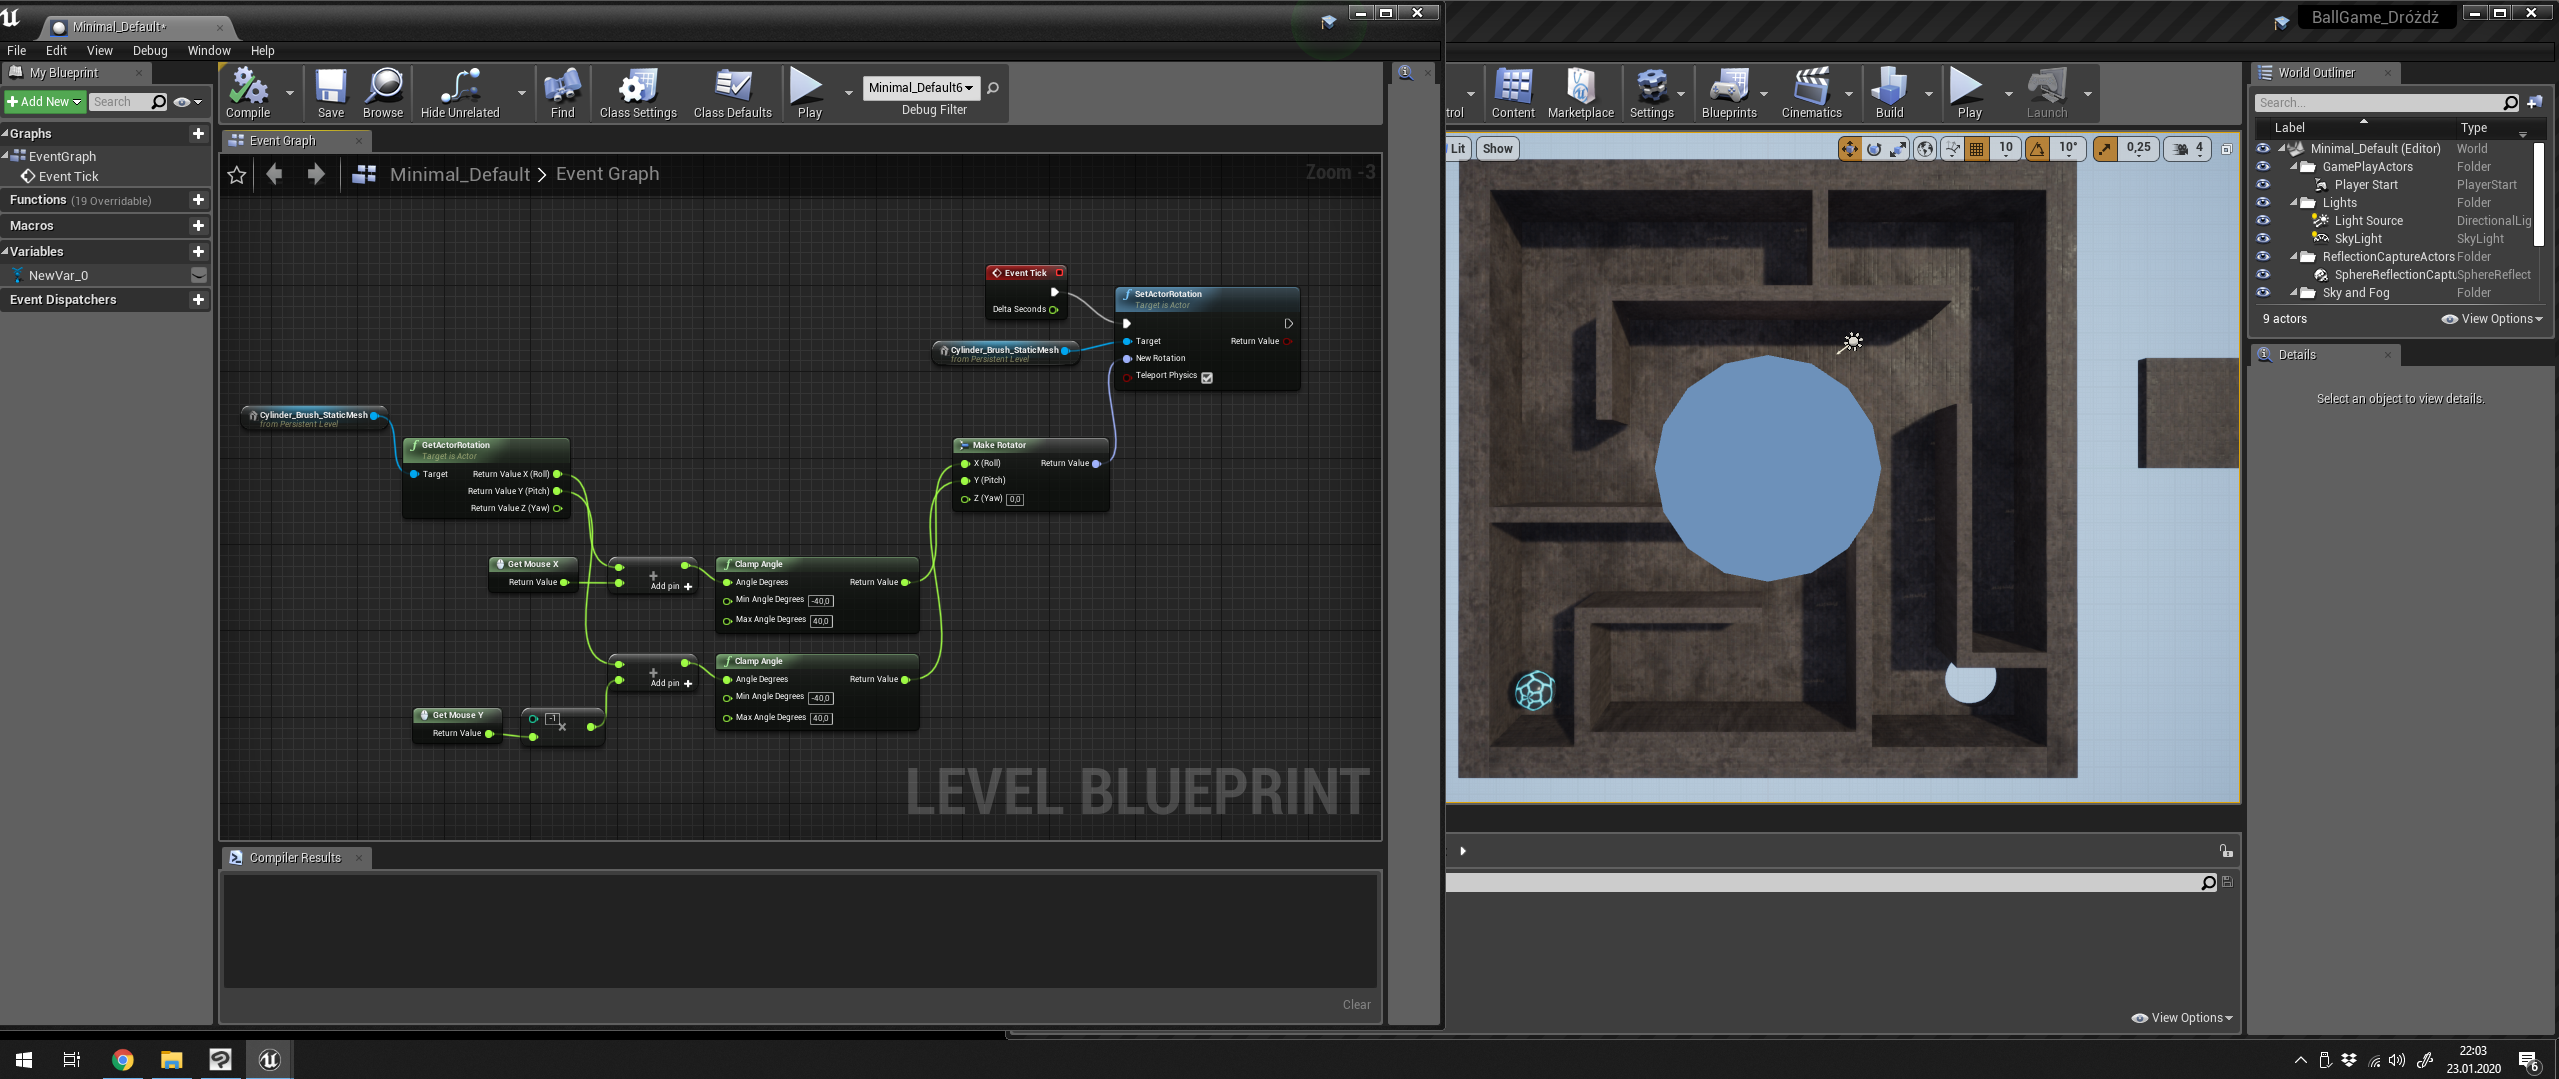 Minimal_Default*
BallGame_Dróżdż
File Edit View Debug Window Help
My Blueprint
Add New
Search
Graphs
EventGraph
Event Tick
Functions (19 Overridable)
Macros
Variables
NewVar_0
Event Dispatchers
Compile
Save
Browse
Hide Unrelated
Find
Class Settings
Class Defaults
Play
Minimal_Default6
Debug Filter
Event Graph
Minimal_Default > Event Graph
Zoom -3
Event Tick
Delta Seconds
SetActorRotation
Target is Actor
Target
Return Value
New Rotation
Teleport Physics
Cylinder_Brush_StaticMesh
from Persistent Level
Cylinder_Brush_StaticMesh
from Persistent Level
GetActorRotation
Target is Actor
Target
Return Value X (Roll)
Return Value Y (Pitch)
Return Value Z (Yaw)
Make Rotator
X (Roll)
Return Value
Y (Pitch)
Z (Yaw) 0,0
Get Mouse X
Return Value
Add pin +
Clamp Angle
Angle Degrees
Return Value
Min Angle Degrees -40,0
Max Angle Degrees 40,0
Add pin +
Clamp Angle
Angle Degrees
Return Value
Min Angle Degrees -40,0
Max Angle Degrees 40,0
Get Mouse Y
Return Value
-1
LEVEL BLUEPRINT
Compiler Results
Clear
trol
Content
Marketplace
Settings
Blueprints
Cinematics
Build
Play
Launch
Lit
Show
10
10°
0,25
4
World Outliner
Search...
Label Type
Minimal_Default (Editor) World
GamePlayActors Folder
Player Start PlayerStart
Lights Folder
Light Source DirectionalLig
SkyLight SkyLight
ReflectionCaptureActors Folder
SphereReflectionCaptu SphereReflect
Sky and Fog Folder
9 actors
View Options
Details
Select an object to view details.
View Options
22:03
23.01.2020
6